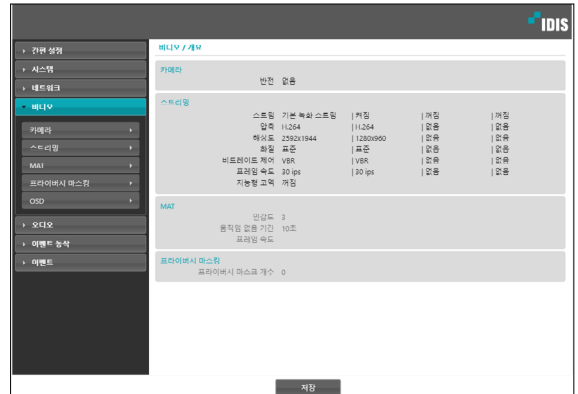 IDIS
간편 설정
시스템
네트워크
비디오
카메라
스트리밍
MAT
프라이버시 마스킹
OSD
오디오
이벤트 동작
이벤트
비디오 / 개요
카메라
반전 없음
스트리밍
스트림 기본 녹화 스트림 | 켜짐 | 꺼짐 | 꺼짐
압축 H.264 | H.264 | 없음 | 없음
해상도 2592x1944 | 1280x960 | 없음 | 없음
화질 표준 | 표준 | 없음 | 없음
비트레이트 제어 VBR | VBR | 없음 | 없음
프레임 속도 30 ips | 30 ips | 없음 | 없음
지능형 코덱 꺼짐
MAT
민감도 3
움직임 없음 기간 10초
프레임 속도
프라이버시 마스킹
프라이버시 마스크 개수 0
저장